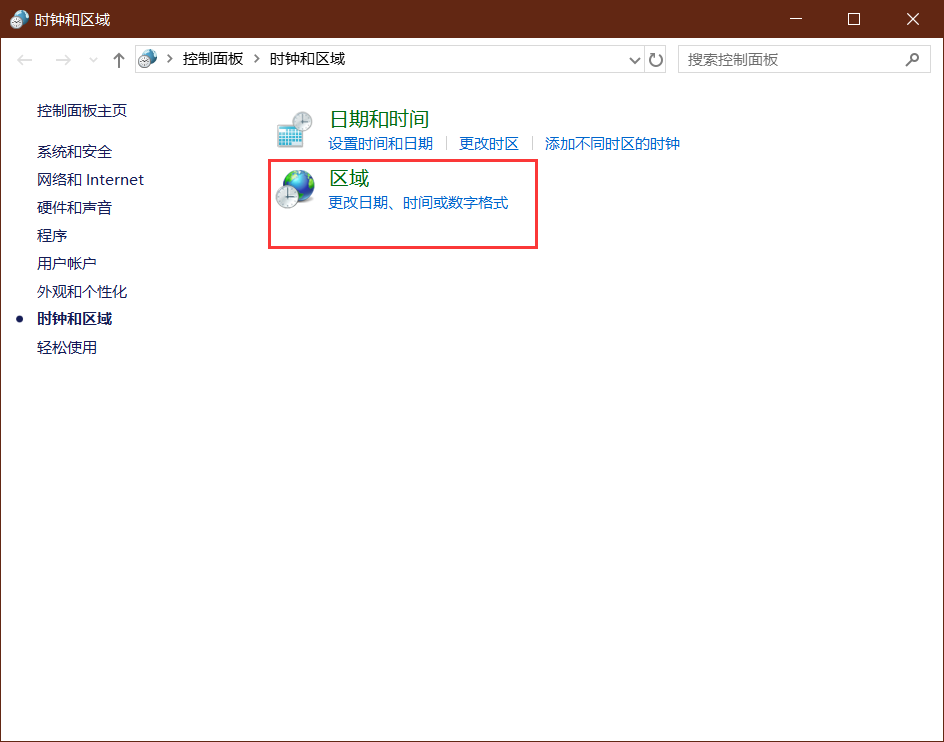 时钟和区域
控制面板 时钟和区域
搜索控制面板
控制面板主页
系统和安全
网络和 Internet
硬件和声音
程序
用户帐户
外观和个性化
时钟和区域
轻松使用
日期和时间
设置时间和日期 更改时区 添加不同时区的时钟
区域
更改日期、时间或数字格式